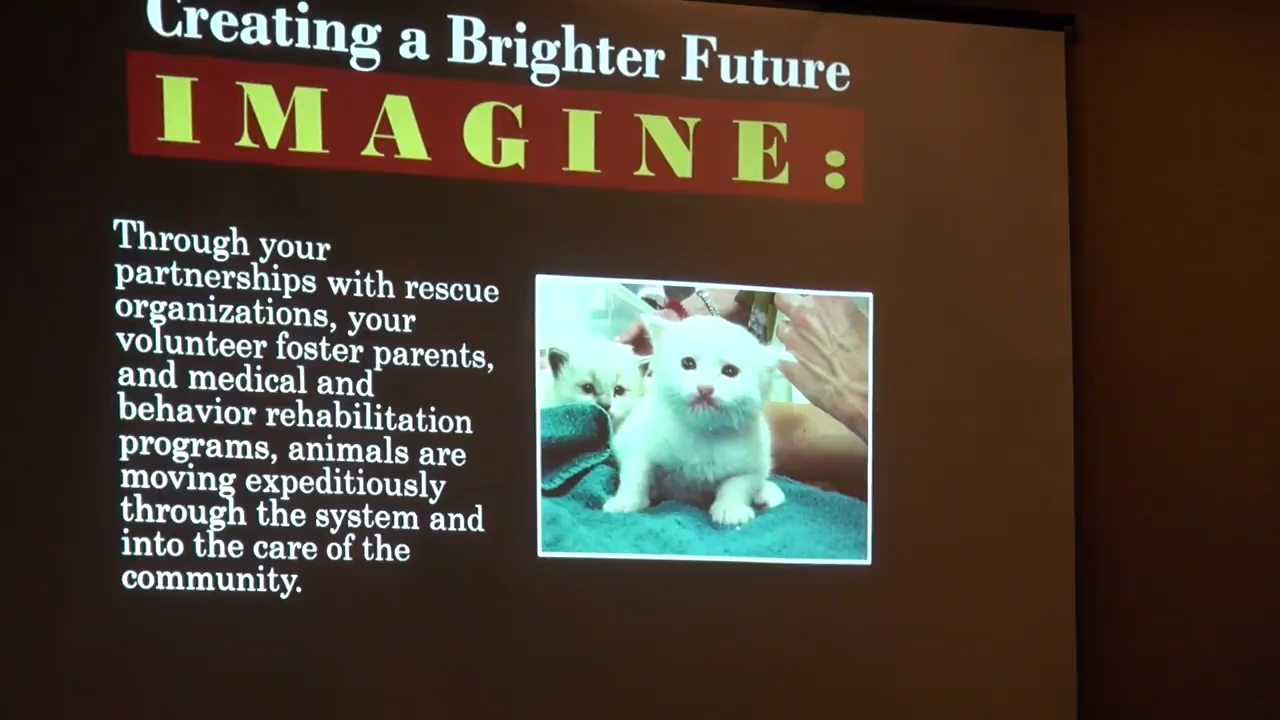 Creating a Brighter Future
IMAGINE:
Through your
partnerships with rescue
organizations, your
volunteer foster parents,
and medical and
behavior rehabilitation
programs, animals are
moving expeditiously
through the system and
into the care of the
community.